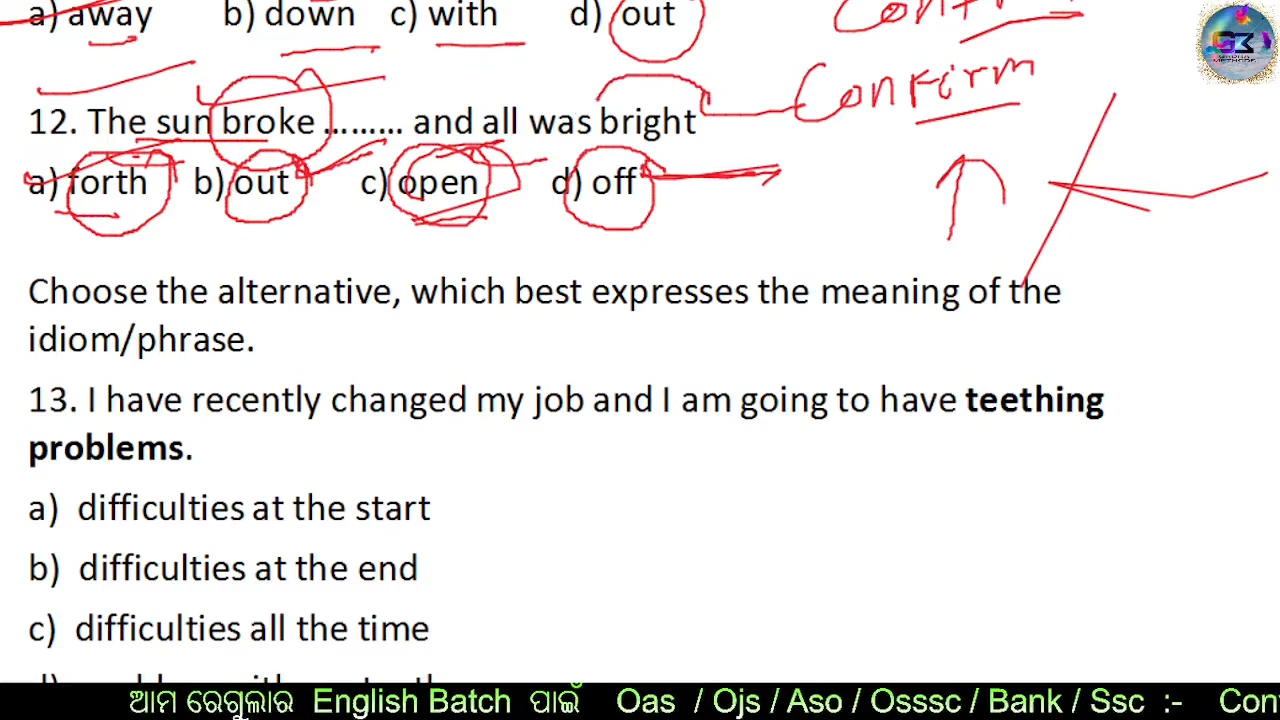 a) away b) down c) with d) out
Confirm
12. The sun broke ......... and all was bright
a) forth b) out c) open d) off
Choose the alternative, which best expresses the meaning of the
idiom/phrase.
13. I have recently changed my job and I am going to have teething
problems.
a) difficulties at the start
b) difficulties at the end
c) difficulties all the time
ଆମ ରେଗୁଲାର English Batch ପାଇଁ Oas / Ojs / Aso / Osssc / Bank / Ssc :- Con